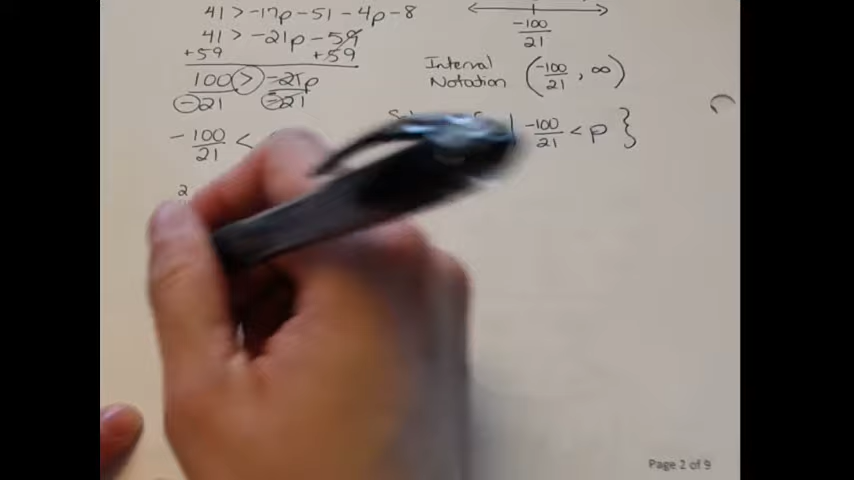 41 > -17p - 51 - 4p - 8
41 > -21p - 59
+59 +59
100 > -21p
-21 -21
-100/21 <
2
-100/21
Interval Notation (-100/21, ∞)
| -100/21 < p }
Page 2 of 9